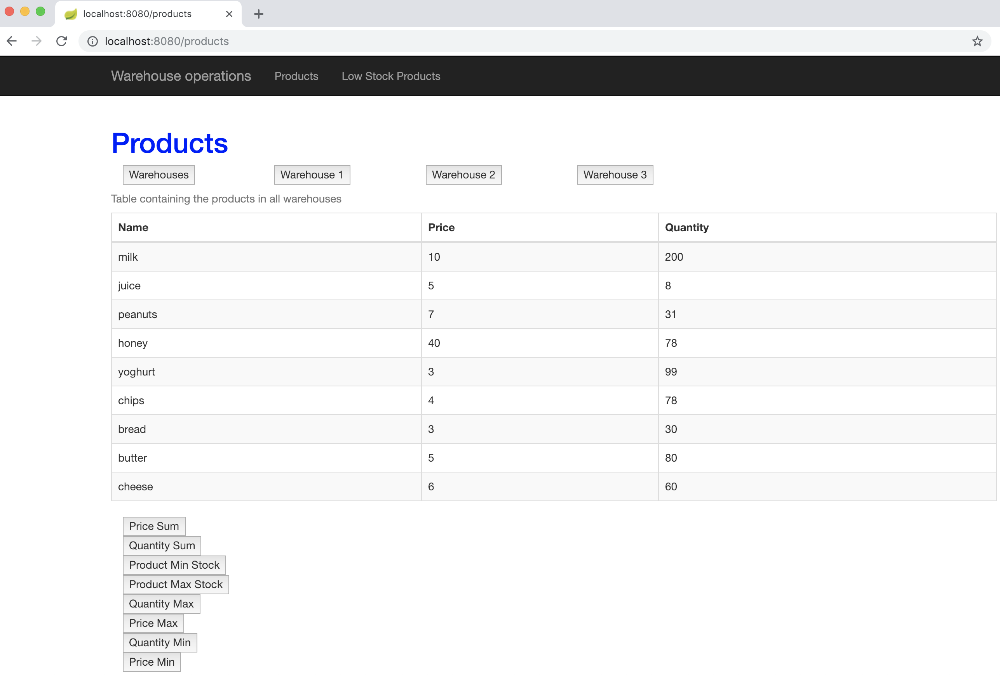 localhost:8080/products
localhost:8080/products
Warehouse operations Products Low Stock Products
Products
Warehouses Warehouse 1 Warehouse 2 Warehouse 3
Table containing the products in all warehouses
Name Price Quantity
milk 10 200
juice 5 8
peanuts 7 31
honey 40 78
yoghurt 3 99
chips 4 78
bread 3 30
butter 5 80
cheese 6 60
Price Sum
Quantity Sum
Product Min Stock
Product Max Stock
Quantity Max
Price Max
Quantity Min
Price Min